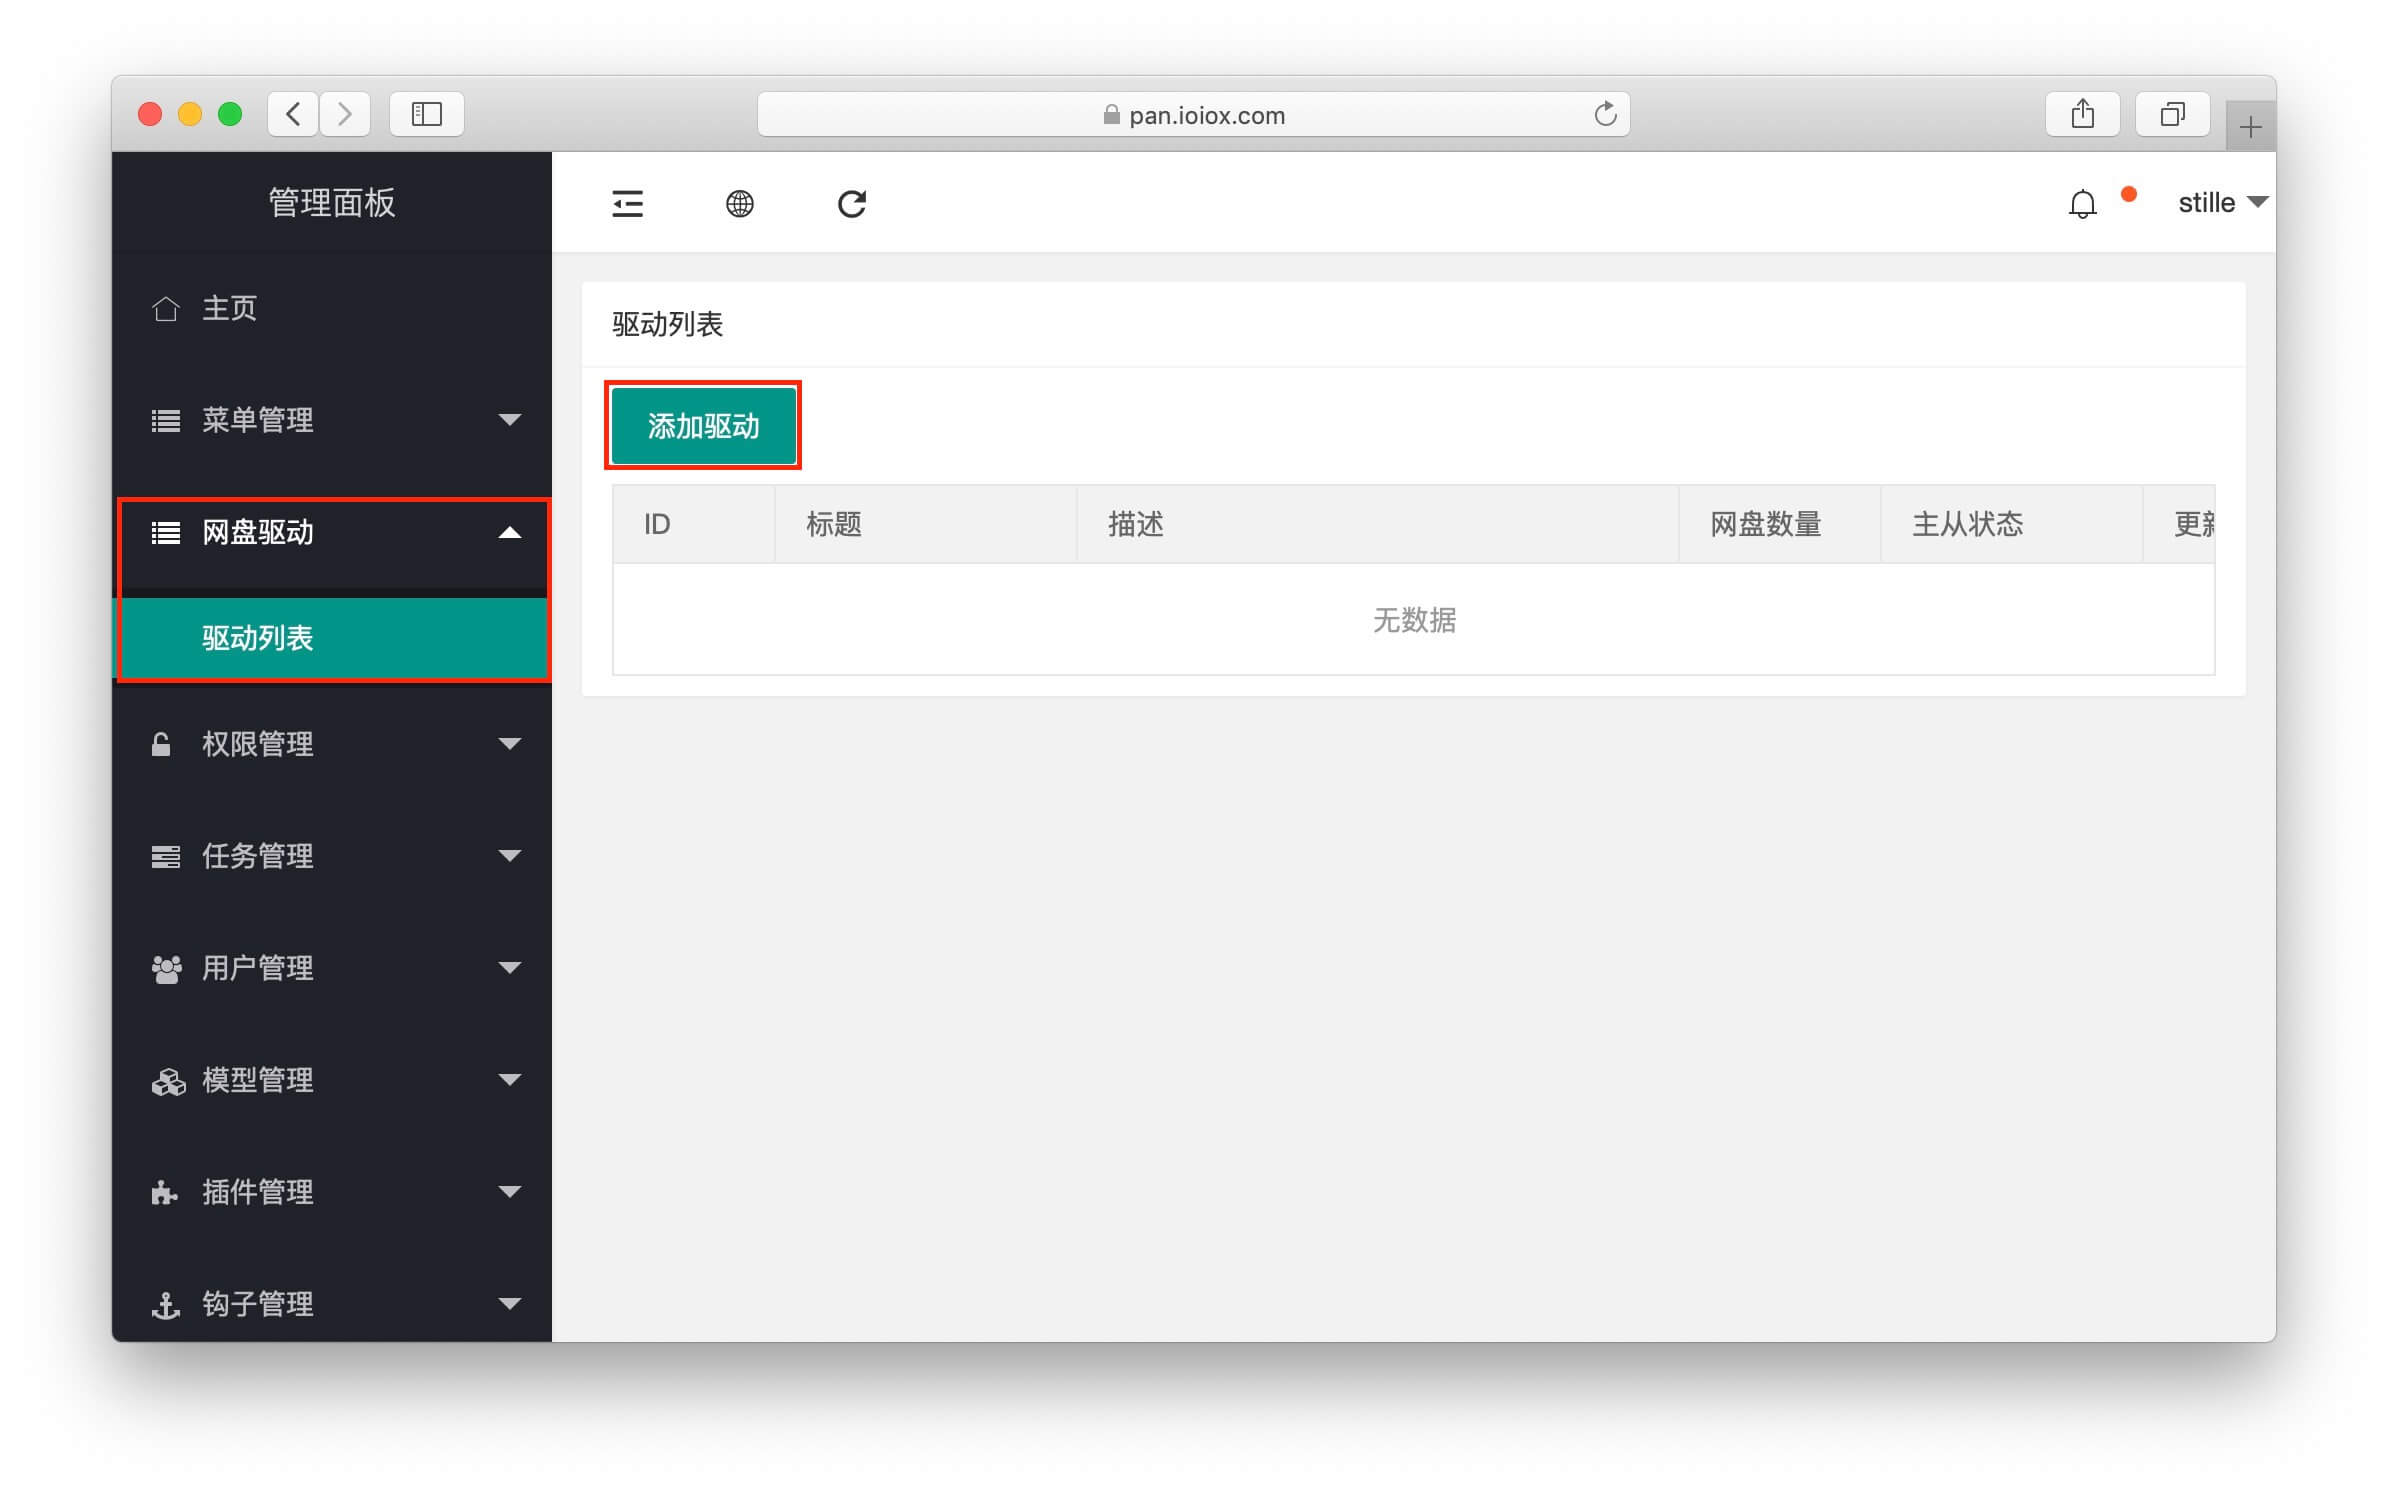 pan.ioiox.com
管理面板
stille
主页
菜单管理
网盘驱动
驱动列表
权限管理
任务管理
用户管理
模型管理
插件管理
钩子管理
驱动列表
添加驱动
ID 标题 描述 网盘数量 主从状态 更新
无数据